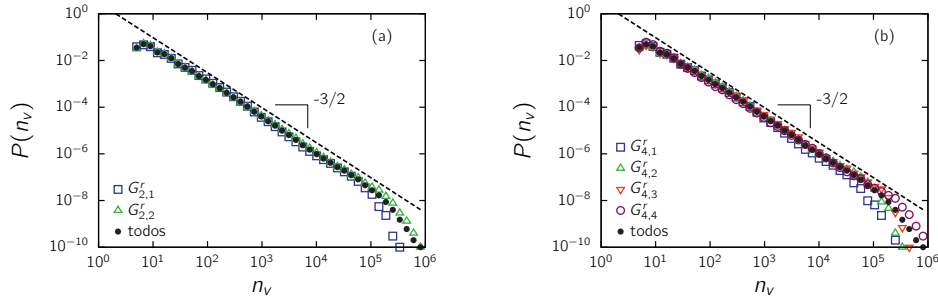 10^0
10^-2
10^-4
10^-6
10^-8
10^-10
P(n_v)
(a)
-3/2
G^r_{2,1}
G^r_{2,2}
todos
10^0 10^1 10^2 10^3 10^4 10^5 10^6
n_v
10^0
10^-2
10^-4
10^-6
10^-8
10^-10
P(n_v)
(b)
-3/2
G^r_{4,1}
G^r_{4,2}
G^r_{4,3}
G^r_{4,4}
todos
10^0 10^1 10^2 10^3 10^4 10^5 10^6
n_v